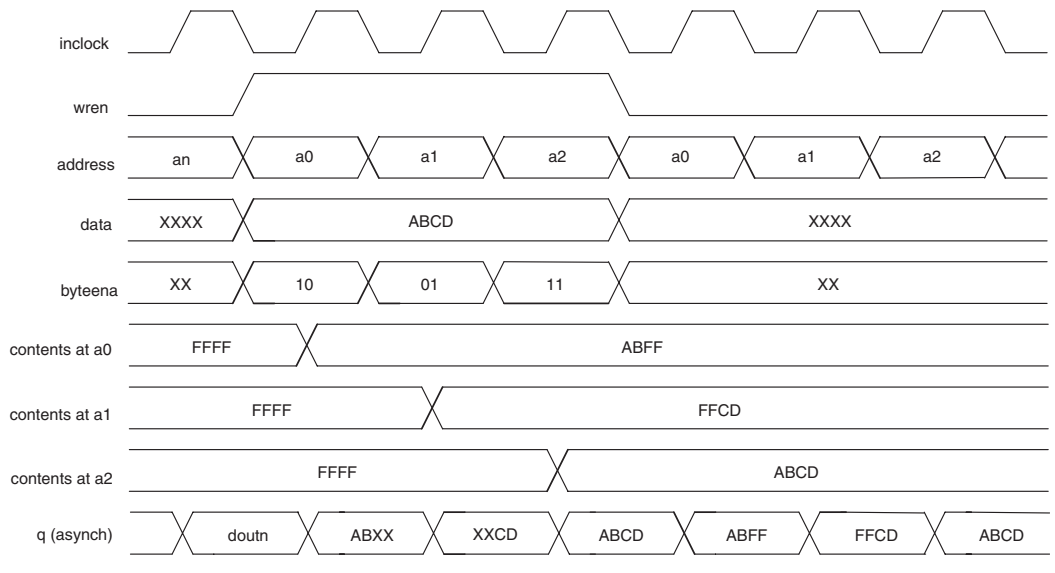 inclock
wren
address an a0 a1 a2 a0 a1 a2
data XXXX ABCD XXXX
byteena XX 10 01 11 XX
contents at a0 FFFF ABFF
contents at a1 FFFF FFCD
contents at a2 FFFF ABCD
q (asynch) doutn ABXX XXCD ABCD ABFF FFCD ABCD